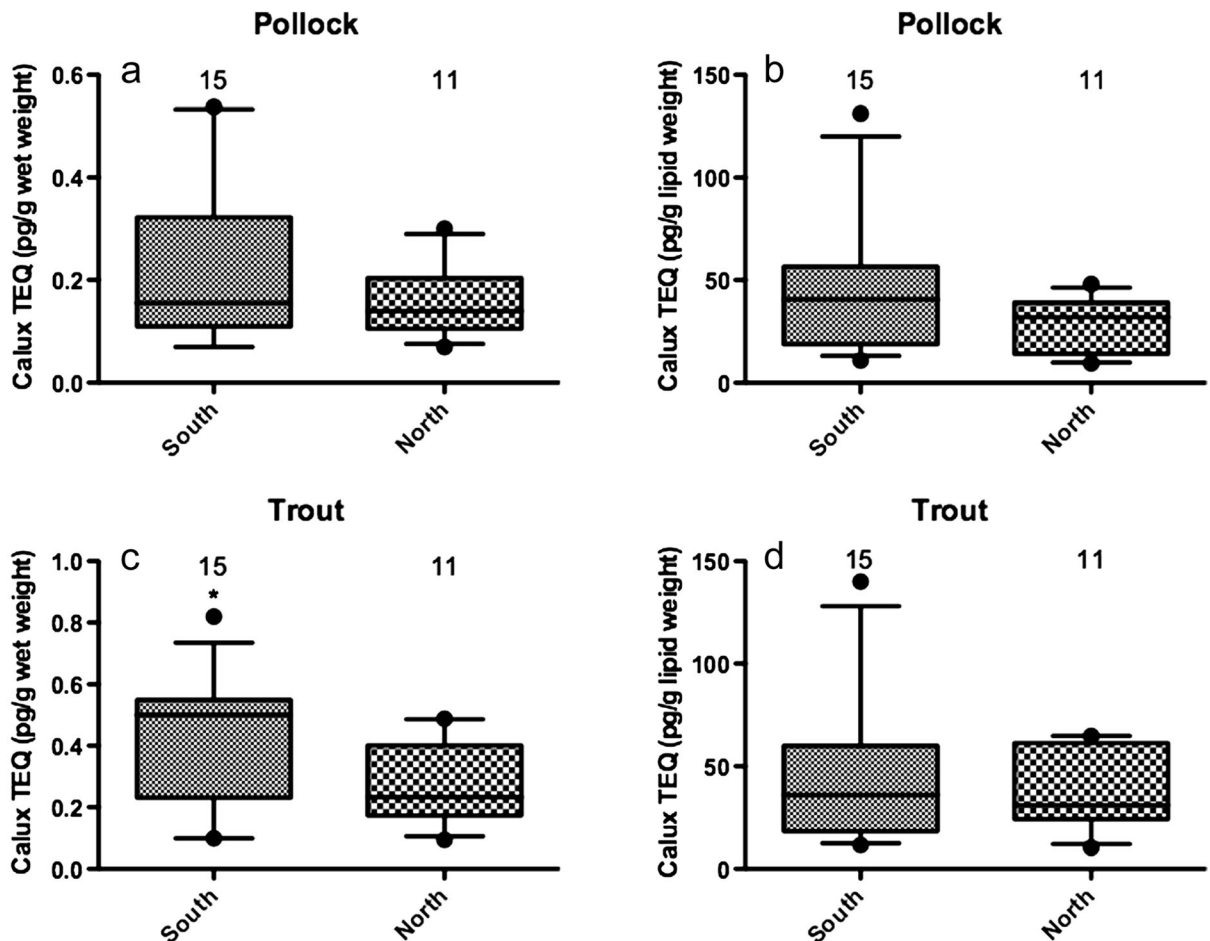 Pollock
a
15
11
Calux TEQ (pg/g wet weight)
0.6
0.4
0.2
0.0
South
North
Pollock
b
15
11
Calux TEQ (pg/g lipid weight)
150
100
50
0
South
North
Trout
c
15
11
*
Calux TEQ (pg/g wet weight)
1.0
0.8
0.6
0.4
0.2
0.0
South
North
Trout
d
15
11
Calux TEQ (pg/g lipid weight)
150
100
50
0
South
North